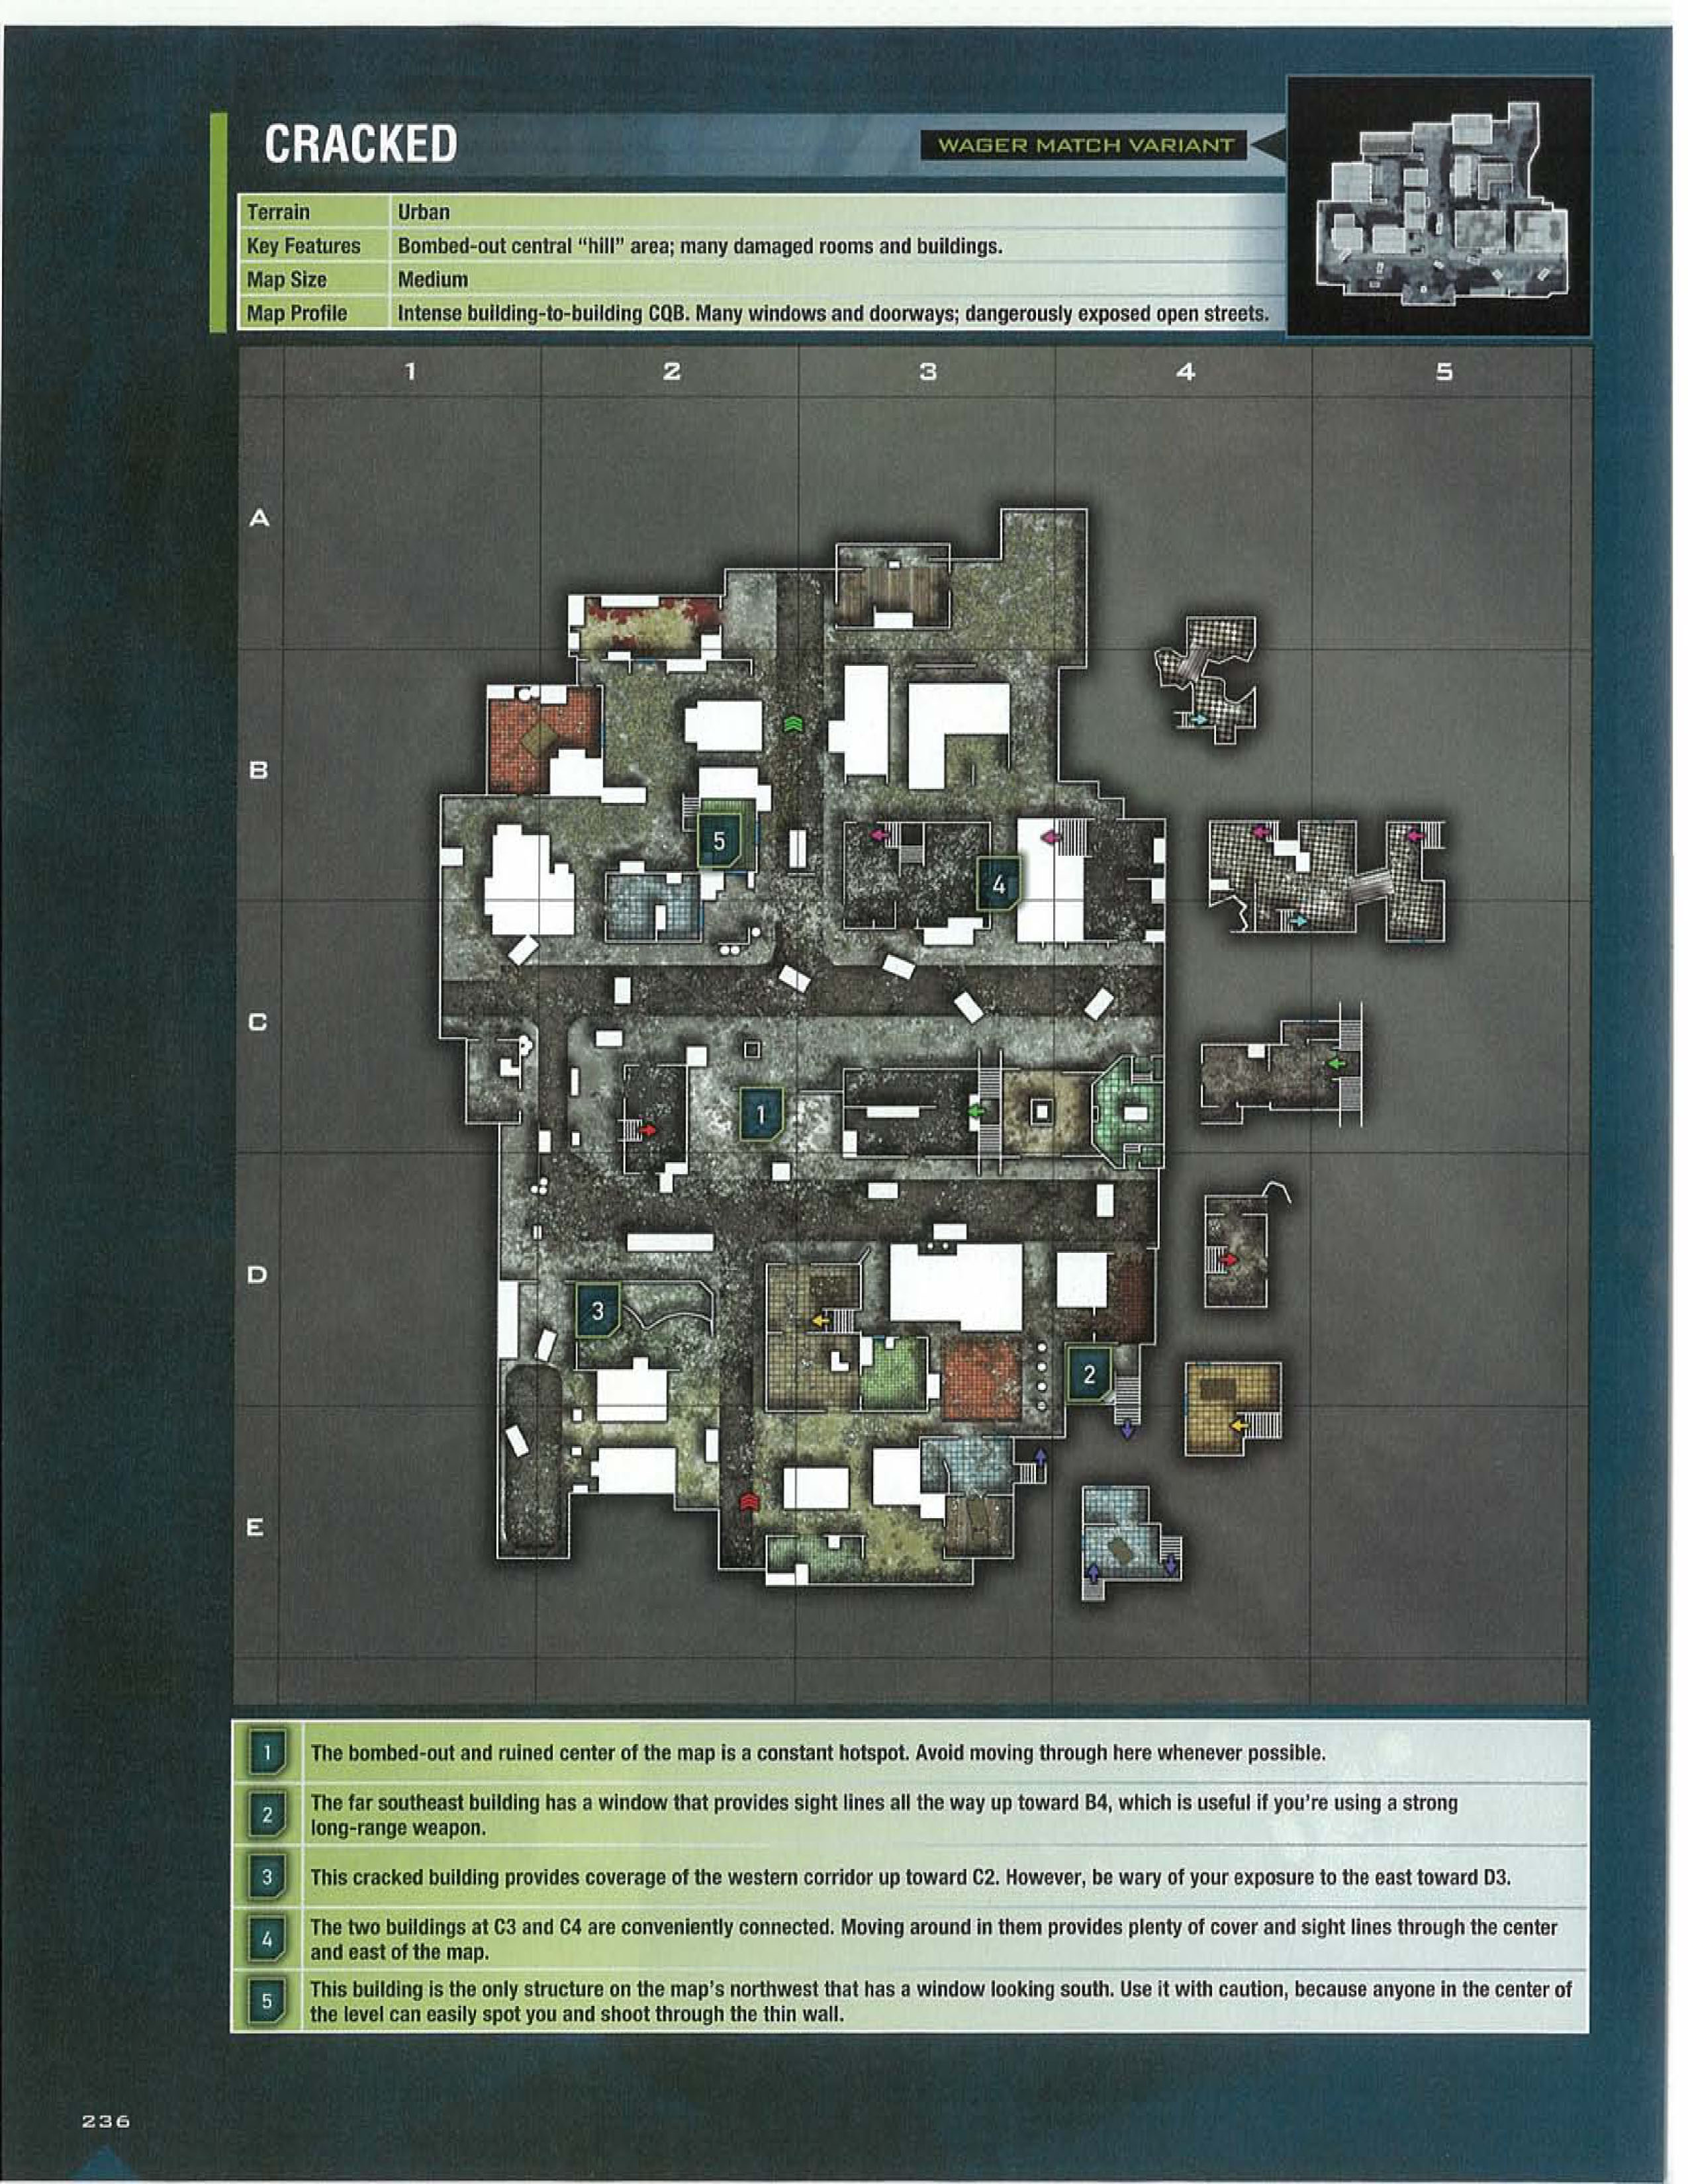 CRACKED
WAGER MATCH VARIANT
Terrain Urban
Key Features Bombed-out central “hill” area; many damaged rooms and buildings.
Map Size Medium
Map Profile Intense building-to-building CQB. Many windows and doorways; dangerously exposed open streets.
1 2 3 4 5
A
B
5
4
C
1
D
3
2
E
1 The bombed-out and ruined center of the map is a constant hotspot. Avoid moving through here whenever possible.
2 The far southeast building has a window that provides sight lines all the way up toward B4, which is useful if you’re using a strong
long-range weapon.
3 This cracked building provides coverage of the western corridor up toward C2. However, be wary of your exposure to the east toward D3.
4 The two buildings at C3 and C4 are conveniently connected. Moving around in them provides plenty of cover and sight lines through the center
and east of the map.
5 This building is the only structure on the map’s northwest that has a window looking south. Use it with caution, because anyone in the center of
the level can easily spot you and shoot through the thin wall.
236